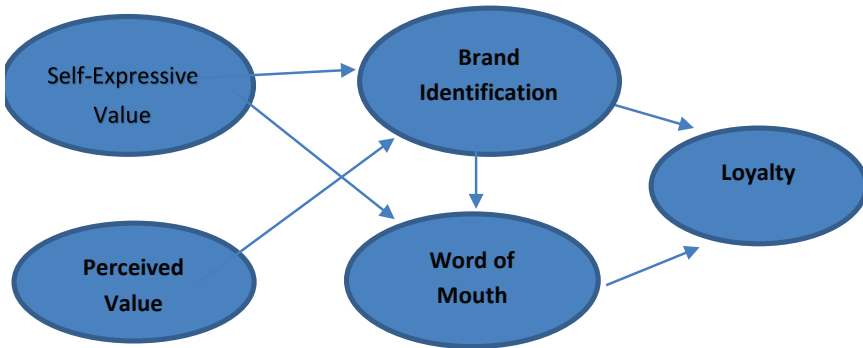 Self-Expressive
Value
Brand
Identification
Loyalty
Perceived
Value
Word of
Mouth